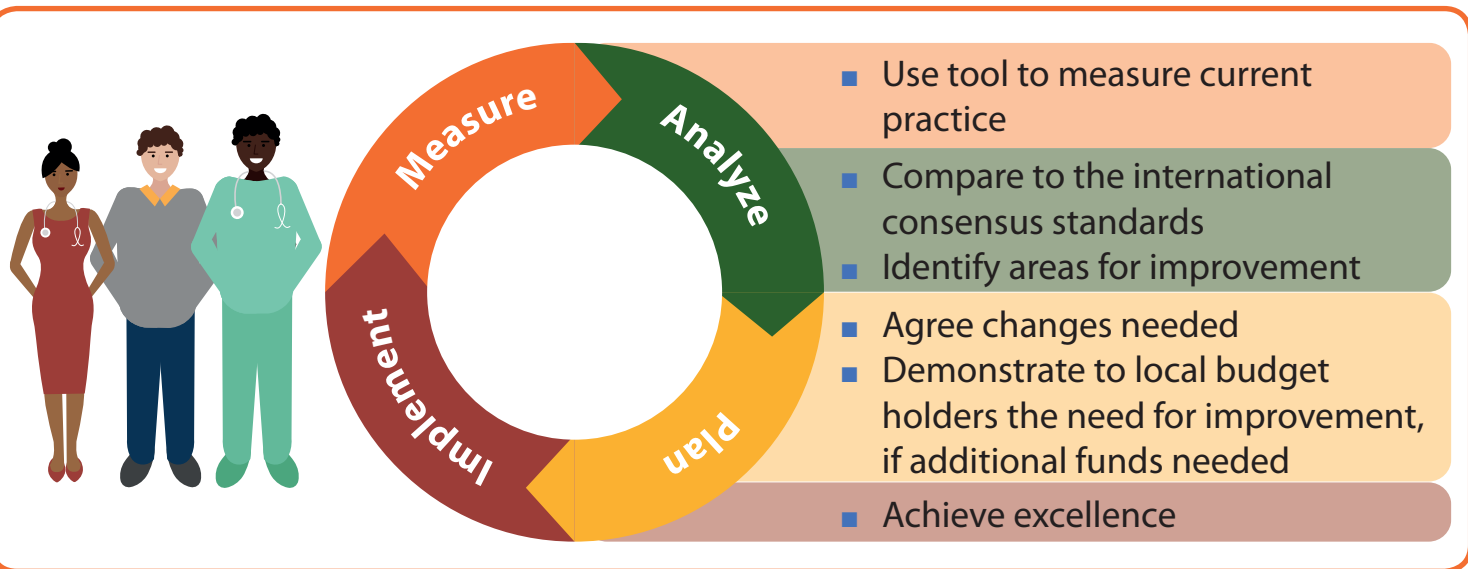 Measure
Analyze
Plan
Implement
■ Use tool to measure current
practice
■ Compare to the international
consensus standards
■ Identify areas for improvement
■ Agree changes needed
■ Demonstrate to local budget
holders the need for improvement,
if additional funds needed
■ Achieve excellence